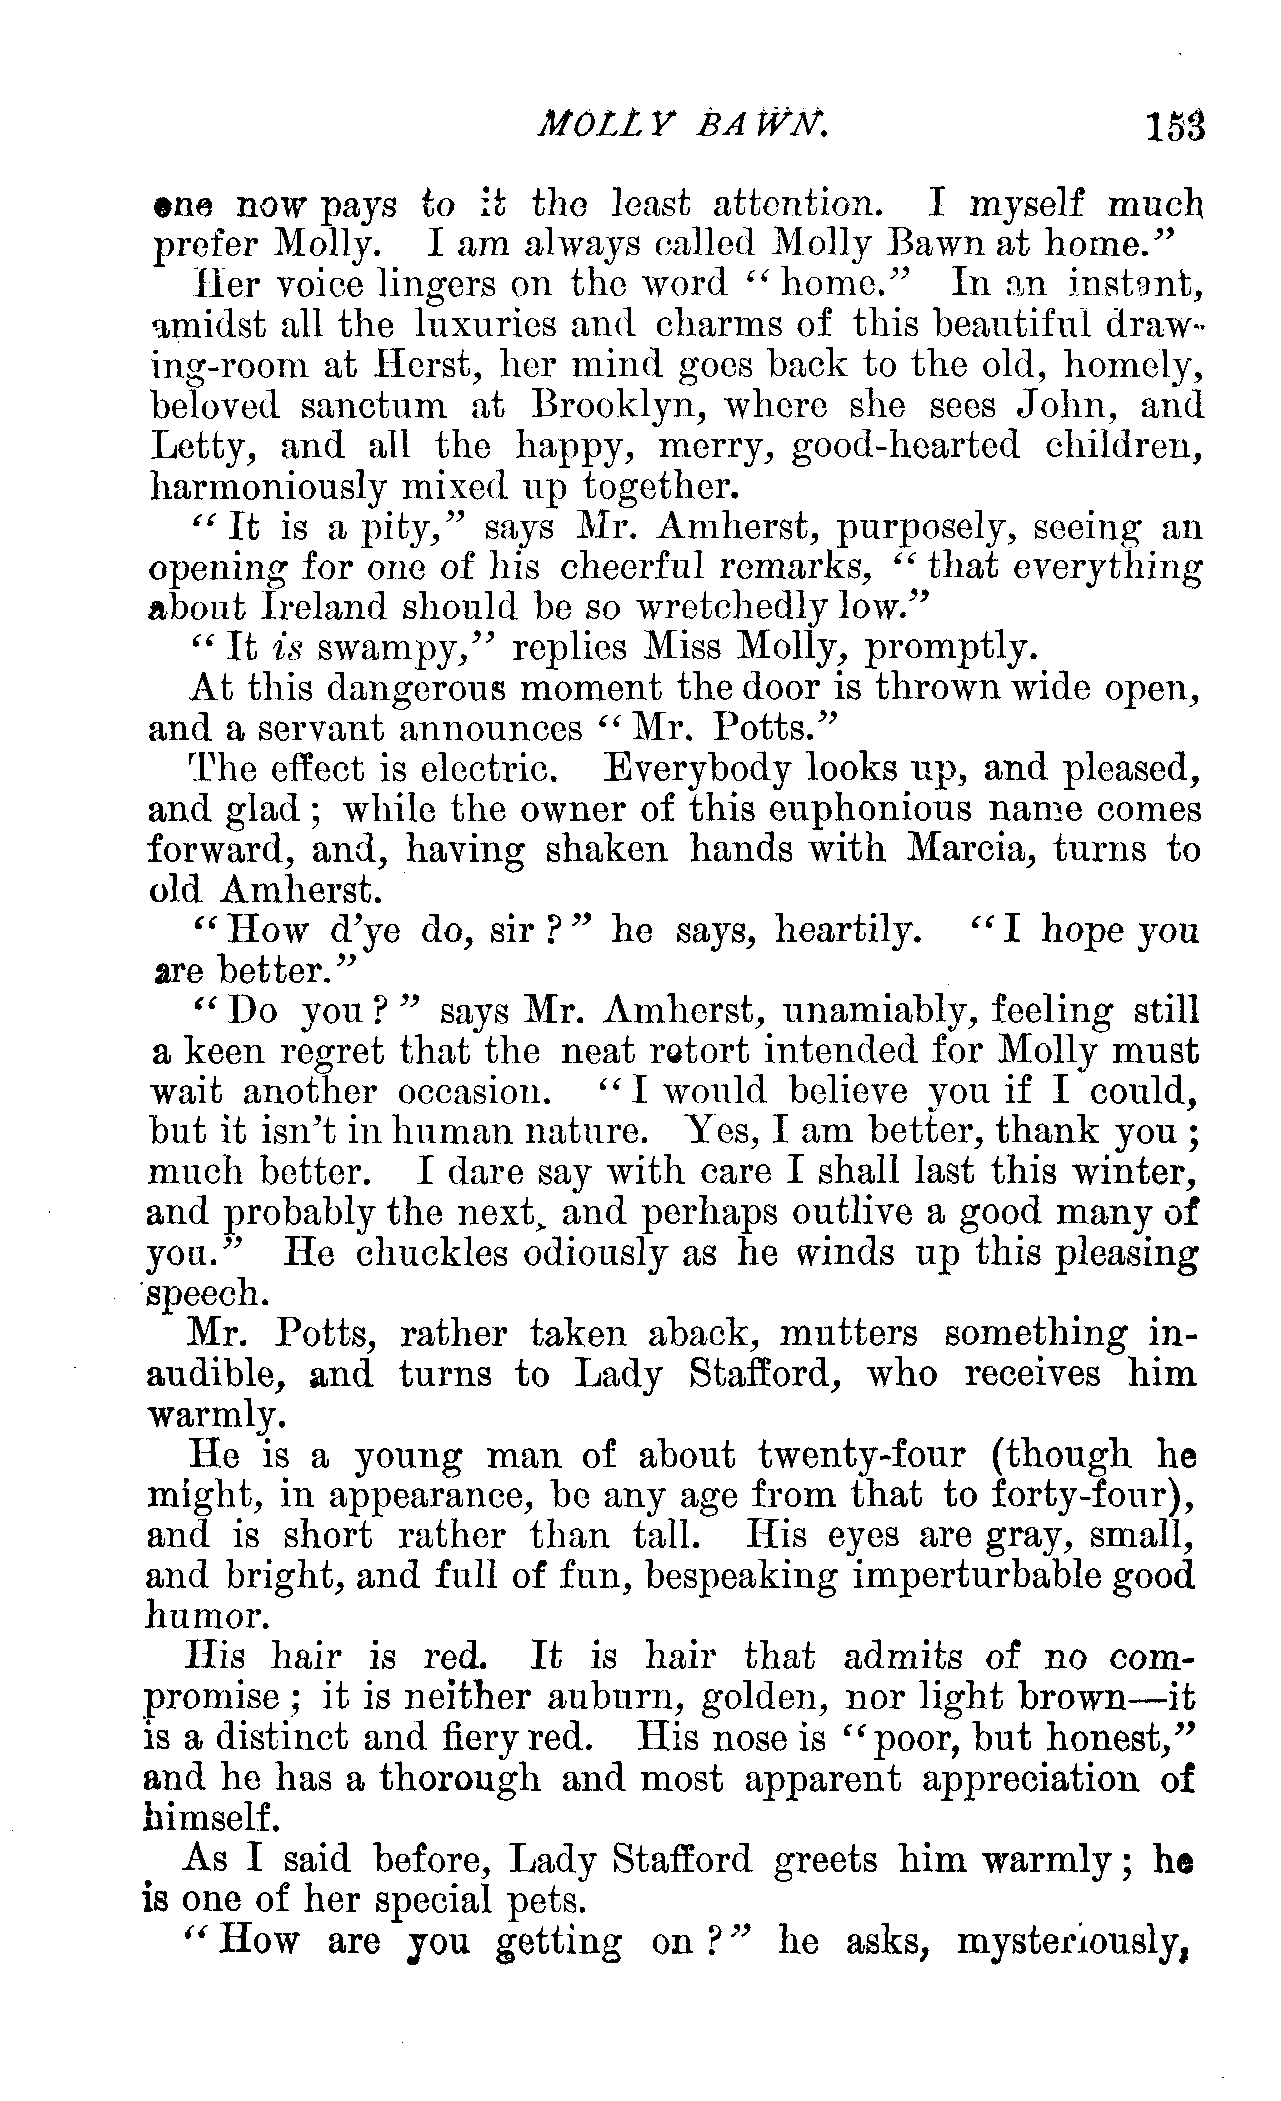 MOLLY BAWN. 153
one now pays to it the least attention. I myself much
prefer Molly. I am always called Molly Bawn at home."
Her voice lingers on the word "home." In an instant,
amidst all the luxuries and charms of this beautiful draw-
ing-room at Herst, her mind goes back to the old, homely,
beloved sanctum at Brooklyn, where she sees John, and
Letty, and all the happy, merry, good-hearted children,
harmoniously mixed up together.
"It is a pity," says Mr. Amherst, purposely, seeing an
opening for one of his cheerful remarks, "that everything
about Ireland should be so wretchedly low."
"It is swampy," replies Miss Molly, promptly.
At this dangerous moment the door is thrown wide open,
and a servant announces "Mr. Potts."
The effect is electric. Everybody looks up, and pleased,
and glad; while the owner of this euphonious name comes
forward, and, having shaken hands with Marcia, turns to
old Amherst.
"How d'ye do, sir?" he says, heartily. "I hope you
are better."
"Do you?" says Mr. Amherst, unamiably, feeling still
a keen regret that the neat retort intended for Molly must
wait another occasion. "I would believe you if I could,
but it isn't in human nature. Yes, I am better, thank you;
much better. I dare say with care I shall last this winter,
and probably the next, and perhaps outlive a good many of
you." He chuckles odiously as he winds up this pleasing
speech.
Mr. Potts, rather taken aback, mutters something in-
audible, and turns to Lady Stafford, who receives him
warmly.
He is a young man of about twenty-four (though he
might, in appearance, be any age from that to forty-four),
and is short rather than tall. His eyes are gray, small,
and bright, and full of fun, bespeaking imperturbable good
humor.
His hair is red. It is hair that admits of no com-
promise; it is neither auburn, golden, nor light brown—it
is a distinct and fiery red. His nose is "poor, but honest,"
and he has a thorough and most apparent appreciation of
himself.
As I said before, Lady Stafford greets him warmly; he
is one of her special pets.
"How are you getting on?" he asks, mysteriously,